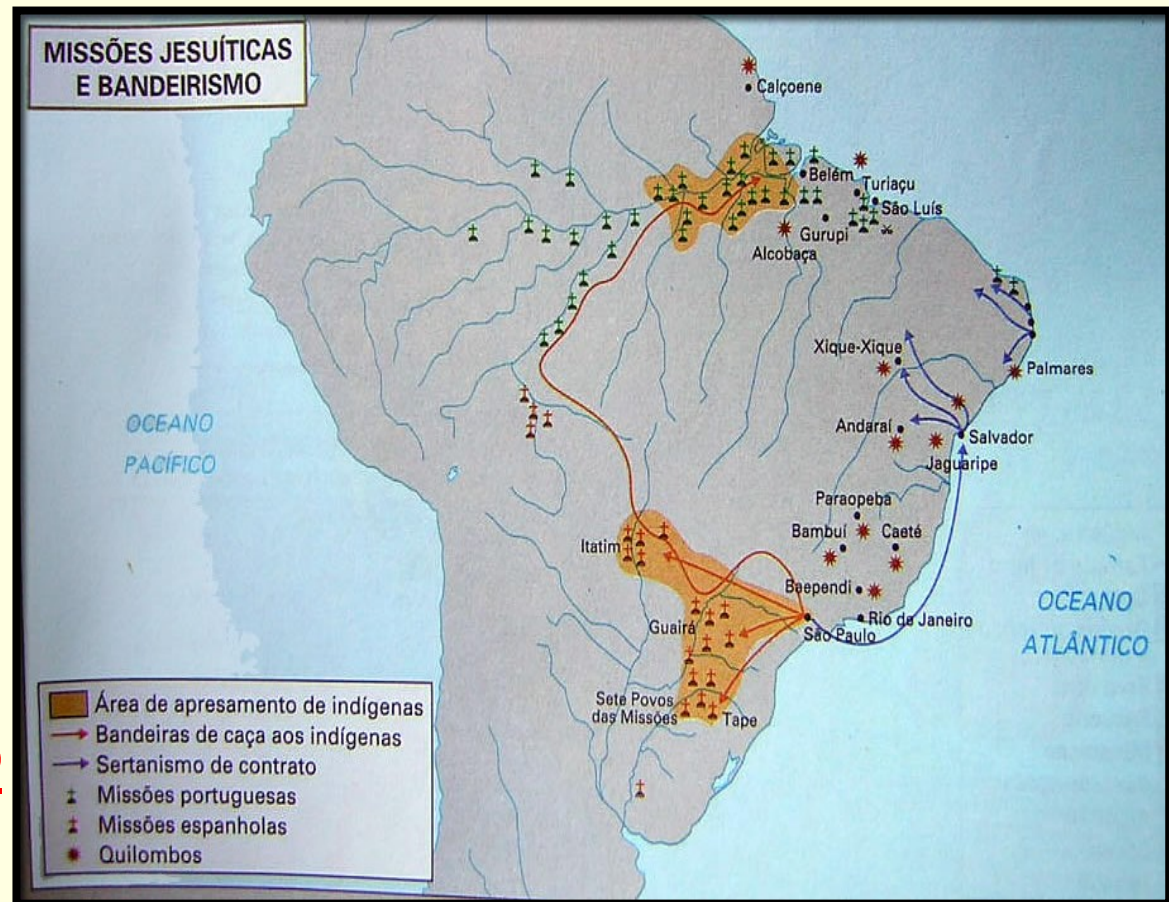 MISSÕES JESUÍTICAS
E BANDEIRISMO
Calçoene
Belém
Turiaçu
São Luís
Gurupi
Alcobaça
Xique-Xique
Palmares
OCEANO
PACÍFICO
Andaraí
Salvador
Jaguaripe
Paraopeba
Bambuí
Caeté
Itatim
Baependi
Rio de Janeiro
São Paulo
OCEANO
ATLÂNTICO
Guairá
Sete Povos
das Missões
Tape
Área de apresamento de indígenas
Bandeiras de caça aos indígenas
Sertanismo de contrato
Missões portuguesas
Missões espanholas
Quilombos